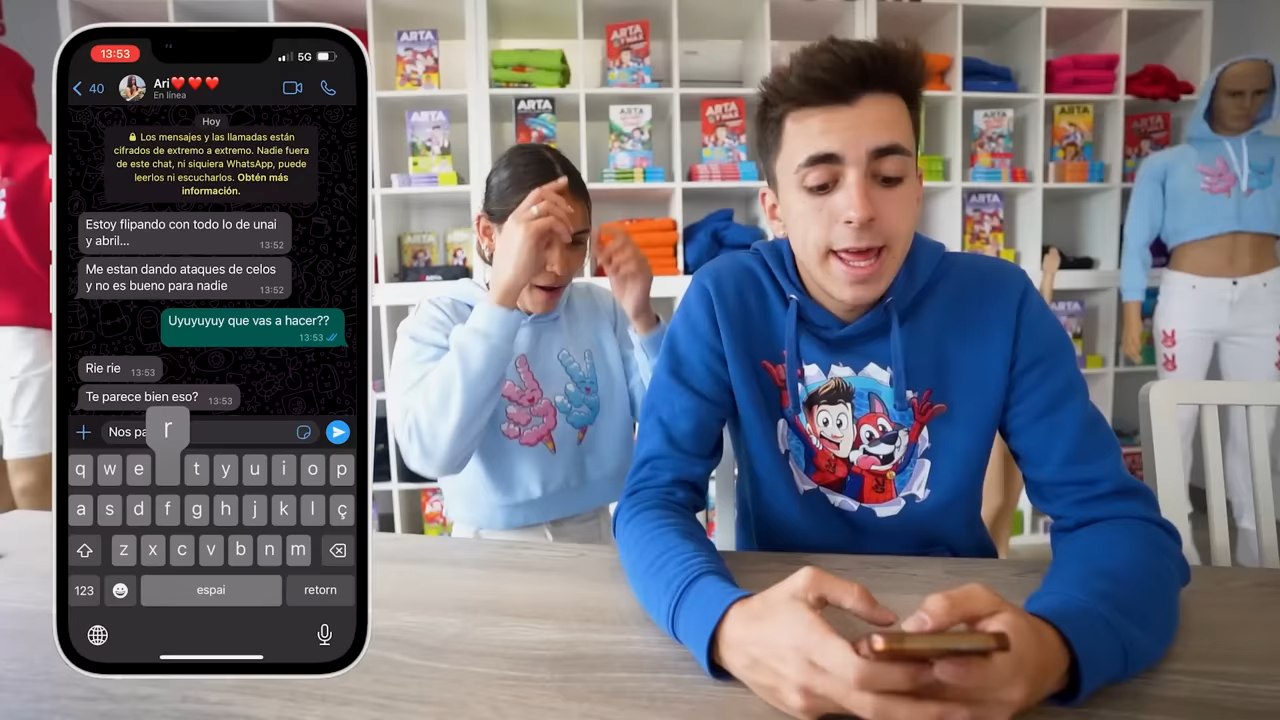 13:53
5G
40
Ari❤️❤️❤️
En línea
Hoy
🔒 Los mensajes y las llamadas están
cifrados de extremo a extremo. Nadie fuera
de este chat, ni siquiera WhatsApp, puede
leerlos ni escucharlos. Obtén más
información.
Estoy flipando con todo lo de unai
y abril...
13:52
Me estan dando ataques de celos
y no es bueno para nadie
13:52
Uyuyuyuy que vas a hacer??
13:53
Rie rie
13:53
Te parece bien eso?
13:53
Nos pa
r
q w e t y u i o p
a s d f g h j k l ç
z x c v b n m
123
espai
retorn
ARTA
ARTA
ARTA
ARTA
ARTA
ARTA
ARTA
ARTA
ARTA